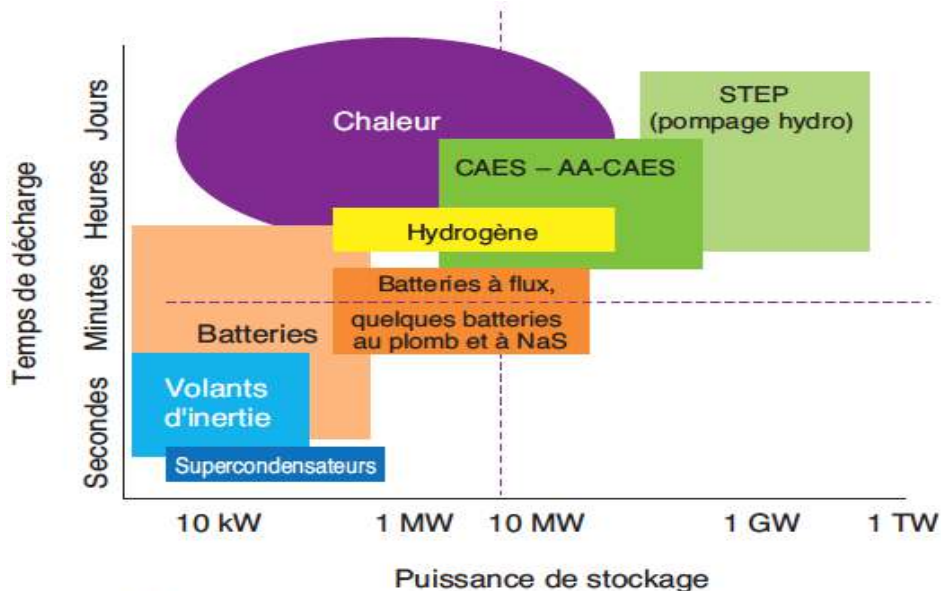 Temps de décharge
Jours
Heures
Minutes
Secondes
Chaleur
STEP
(pompage hydro)
CAES – AA-CAES
Hydrogène
Batteries à flux,
quelques batteries
au plomb et à NaS
Batteries
Volants
d'inertie
Supercondensateurs
10 kW
1 MW
10 MW
1 GW
1 TW
Puissance de stockage